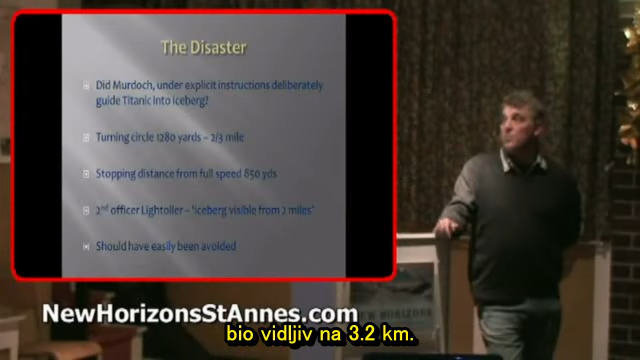 The Disaster
Did Murdoch, under explicit instructions deliberately
guide Titanic into iceberg?
Turning circle 1280 yards – 2/3 mile
Stopping distance from full speed 850 yds
2nd officer Lightoller – 'iceberg visible from 2 miles'
Should have easily been avoided
NEW HORIZONS
NewHorizonsStAnnes.com
bio vidljiv na 3.2 km.